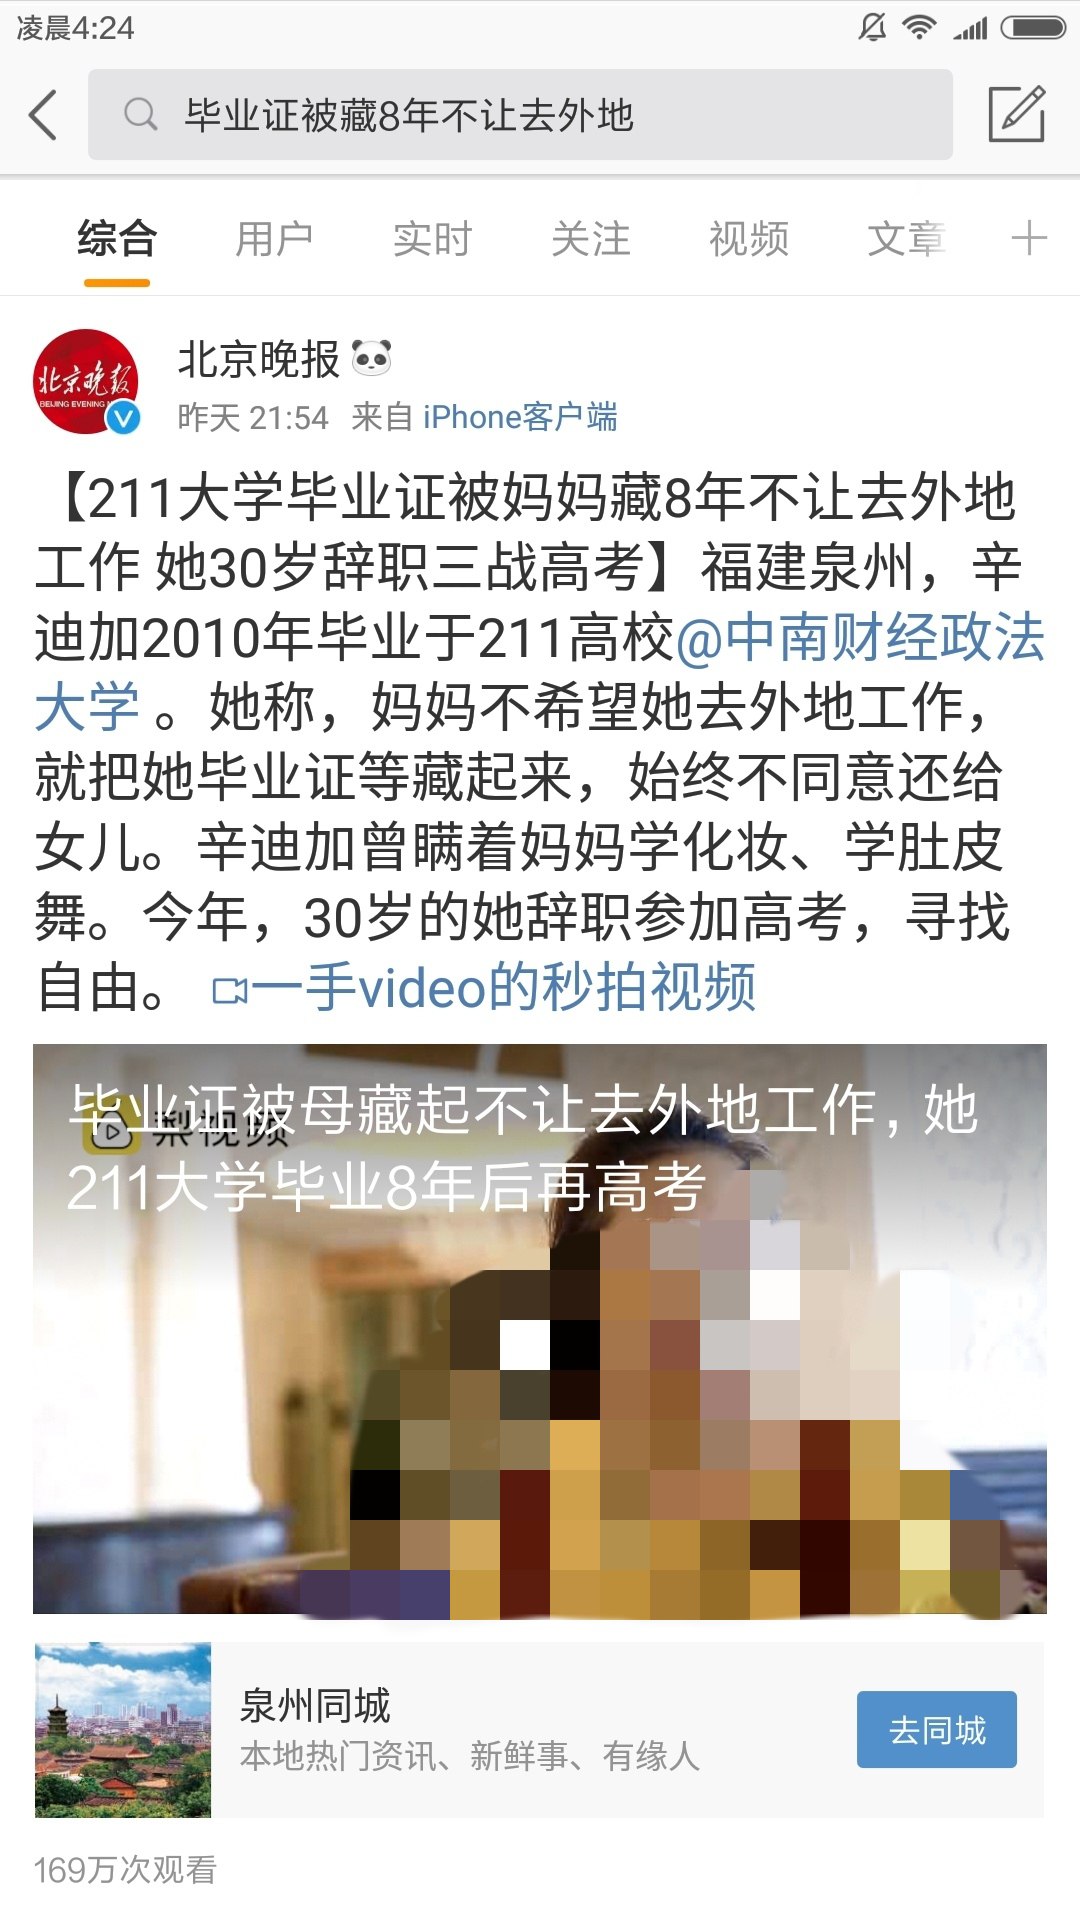 凌晨4:24
毕业证被藏8年不让去外地
综合 用户 实时 关注 视频 文章
北京晚报
BEIJING EVENING
北京晚报
昨天 21:54 来自 iPhone客户端
【211大学毕业证被妈妈藏8年不让去外地
工作 她30岁辞职三战高考】福建泉州，辛
迪加2010年毕业于211高校@中南财经政法
大学 。她称，妈妈不希望她去外地工作，
就把她毕业证等藏起来，始终不同意还给
女儿。辛迪加曾瞒着妈妈学化妆、学肚皮
舞。今年，30岁的她辞职参加高考，寻找
自由。 一手video的秒拍视频
毕业证被母藏起不让去外地工作，她
梨视频
211大学毕业8年后再高考
泉州同城
本地热门资讯、新鲜事、有缘人
去同城
169万次观看